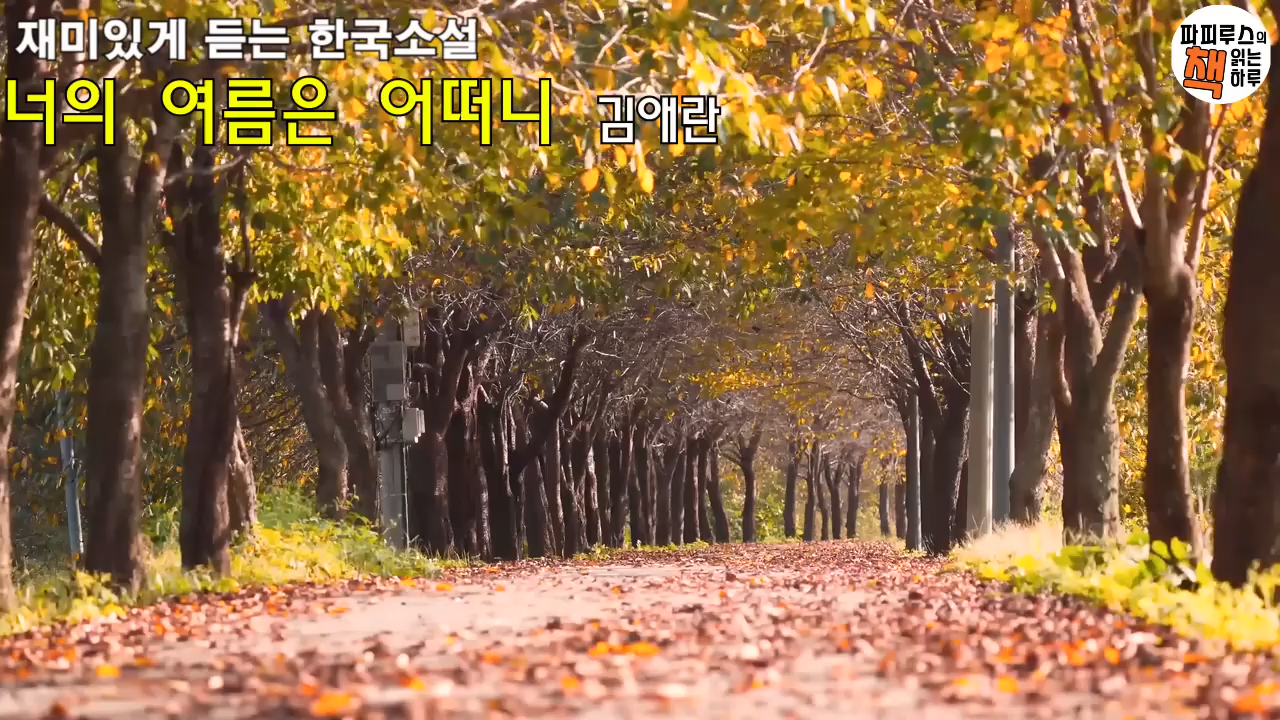 재미있게 듣는 한국소설
너의 여름은 어떠니 김애란
파피루스의
책 읽는
하루